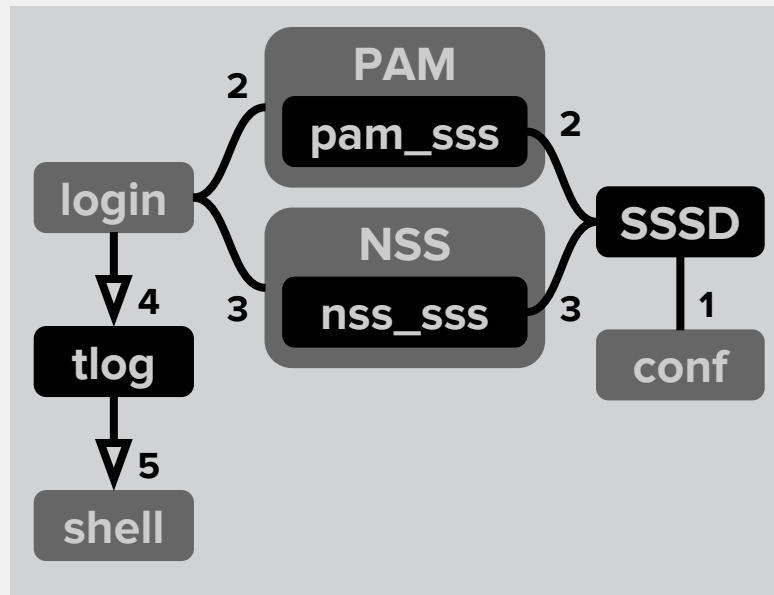 PAM
2
pam_sss
2
login
SSSD
NSS
3
nss_sss
3
4
1
tlog
conf
5
shell